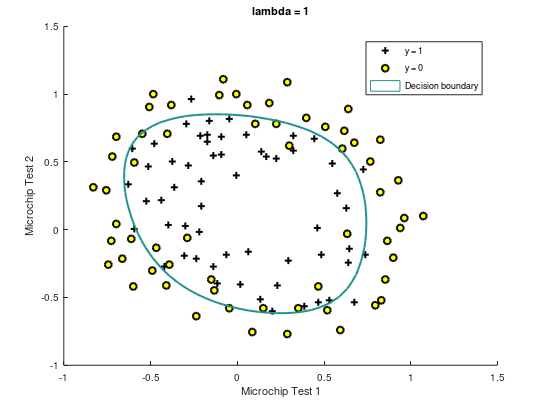 lambda = 1
1.5
1
0.5
0
-0.5
-1
-1
-0.5
0
0.5
1
1.5
Microchip Test 1
Microchip Test 2
y = 1
y = 0
Decision boundary